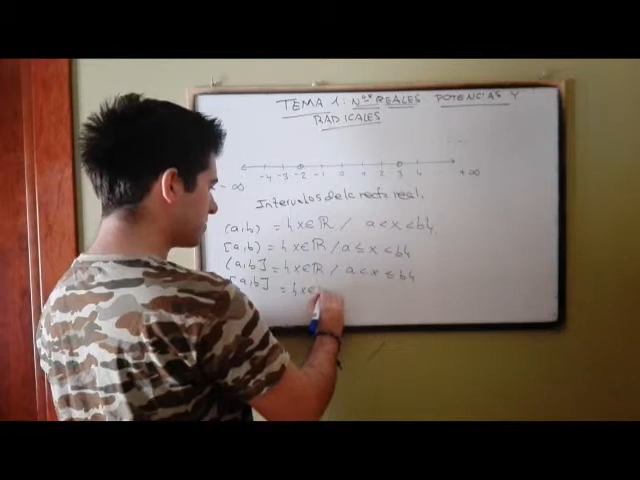 TEMA 1: Nos REALES. POTENCIAS Y
RADICALES
-4 -3 -2 -1 0 1 2 3 4
-∞ +∞
Intervalos de la recta real.
(a,b) = {x∈ℝ / a<x<b}.
[a,b) = {x∈ℝ / a≤x<b}
(a,b] = {x∈ℝ / a<x≤b}
[a,b] = {x∈